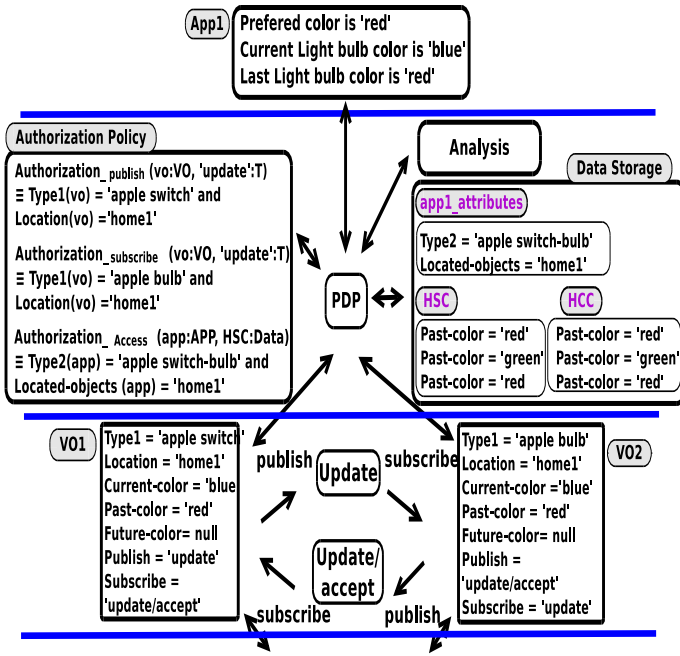 App1
Prefered color is 'red'
Current Light bulb color is 'blue'
Last Light bulb color is 'red'
Authorization Policy
Authorization_ publish (vo:VO, 'update':T)
≡ Type1(vo) = 'apple switch' and
Location(vo) ='home1'
Authorization_subscribe (vo:VO, 'update':T)
≡ Type1(vo) = 'apple bulb' and
Location(vo) ='home1'
Authorization_ Access (app:APP, HSC:Data)
≡ Type2(app) = 'apple switch-bulb' and
Located-objects (app) = 'home1'
Analysis
Data Storage
app1_attributes
Type2 = 'apple switch-bulb'
Located-objects = 'home1'
PDP
HSC
Past-color = 'red'
Past-color = 'green'
Past-color = 'red
HCC
Past-color = 'red'
Past-color = 'green'
Past-color = 'red'
VO1
Type1 = 'apple switch'
Location = 'home1'
Current-color = 'blue
Past-color = 'red'
Future-color= null
Publish = 'update'
Subscribe =
'update/accept'
publish
Update
subscribe
Update/
accept
subscribe
publish
Type1 = 'apple bulb'
Location = 'home1'
Current-color ='blue'
Past-color = 'red'
Future-color= null
Publish =
'update/accept'
Subscribe = 'update'
VO2